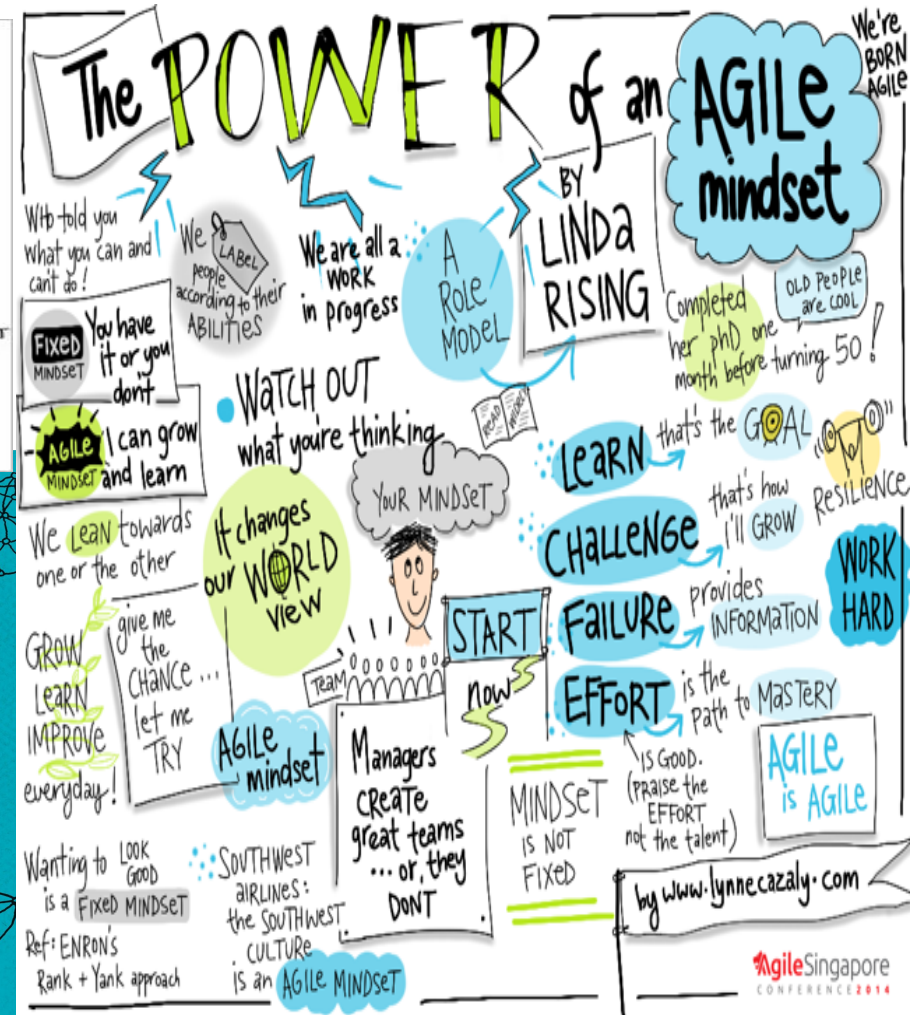 The POWER of an AGILE mindset
We're
BORN
AGILE
BY
LINDA
RISING
Who told you
what you can and
can't do!
We LABEL
people
according to their
ABILITIES
We are all a
WORK
in progress
A
ROLE
MODEL
Completed
her phD one
month before turning 50!
OLD PEOPLE
are COOL
FIXED
MINDSET
You have
it or you
don't
AGILE
MINDSET
I can grow
and learn
WATCH OUT
what you're thinking
READ
YOUR MINDSET
It changes
our WORLD
view
We LEAN towards
one or the other
LEARN that's the GOAL
CHALLENGE that's how
I'll GROW
FAILURE provides
INFORMATION
EFFORT is the
path to MASTERY
RESILIENCE
WORK
HARD
IS GOOD.
(praise the
EFFORT
not the talent)
GROW
LEARN
IMPROVE
everyday!
give me
the
CHANCE...
let me
TRY
TEAM
START
now
AGILE
mindset
Managers
CREATE
great teams
... or, they
DONT
MINDSET
IS NOT
FIXED
AGILE
is AGILE
Wanting to LOOK
GOOD
is a FIXED MINDSET
Ref: ENRON'S
Rank + Yank approach
SOUTHWEST
AIRLINES:
the SOUTHWEST
CULTURE
is an AGILE MINDSET
by www.lynnecazaly.com
AgileSingapore
CONFERENCE 2014